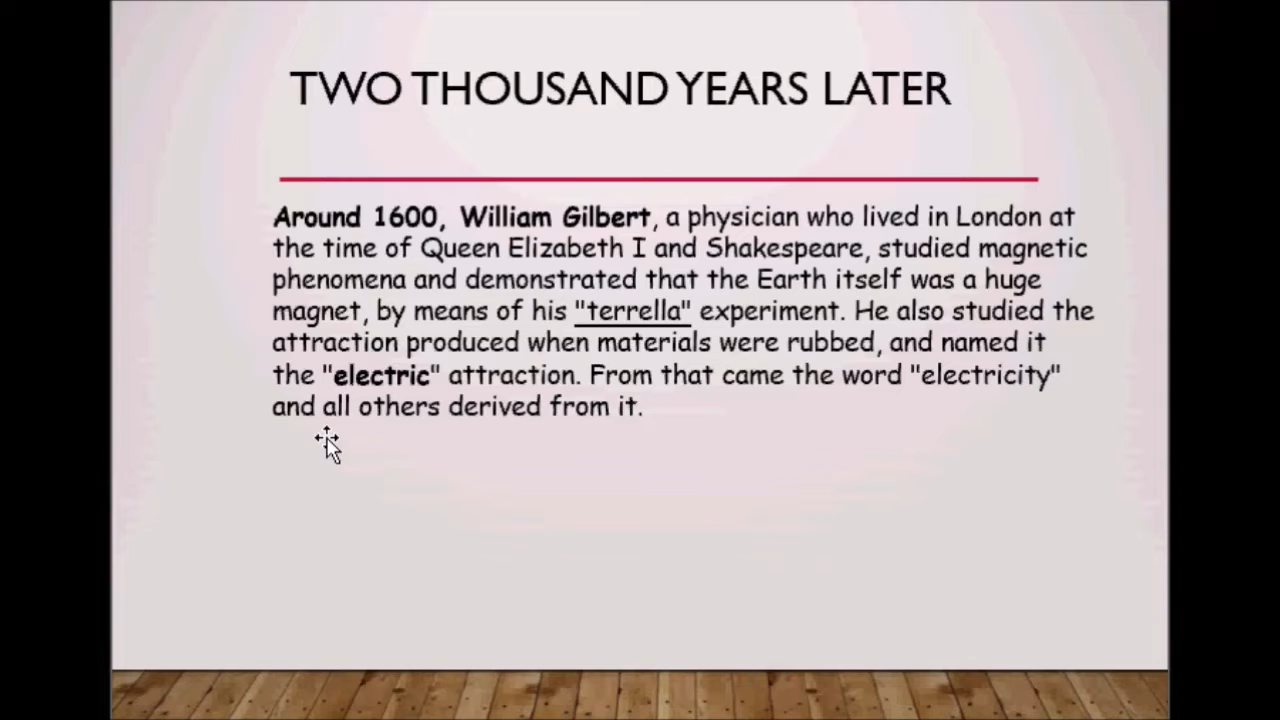 TWO THOUSAND YEARS LATER
Around 1600, William Gilbert, a physician who lived in London at
the time of Queen Elizabeth I and Shakespeare, studied magnetic
phenomena and demonstrated that the Earth itself was a huge
magnet, by means of his "terrella" experiment. He also studied the
attraction produced when materials were rubbed, and named it
the "electric" attraction. From that came the word "electricity"
and all others derived from it.